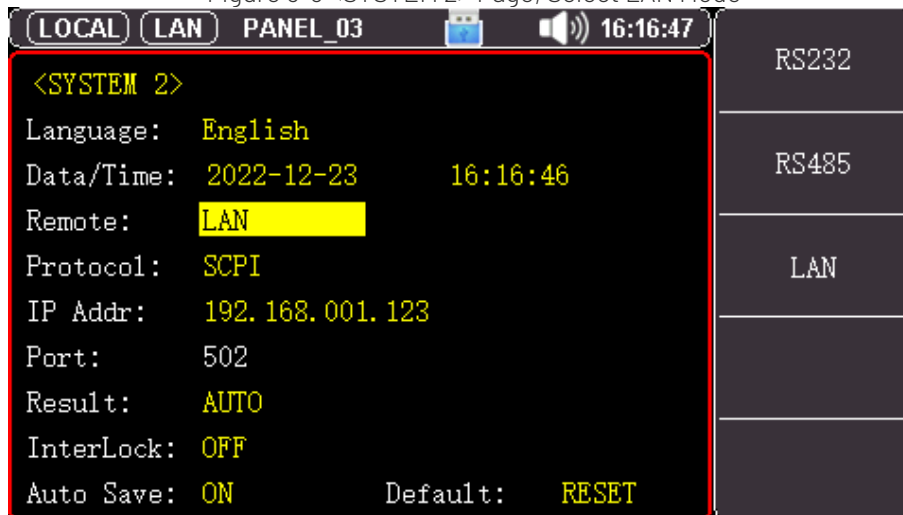 (LOCAL) (LAN) PANEL_03 16:16:47
<SYSTEM 2>
Language: English
Data/Time: 2022-12-23 16:16:46
Remote: LAN
Protocol: SCPI
IP Addr: 192.168.001.123
Port: 502
Result: AUTO
InterLock: OFF
Auto Save: ON Default: RESET
RS232
RS485
LAN